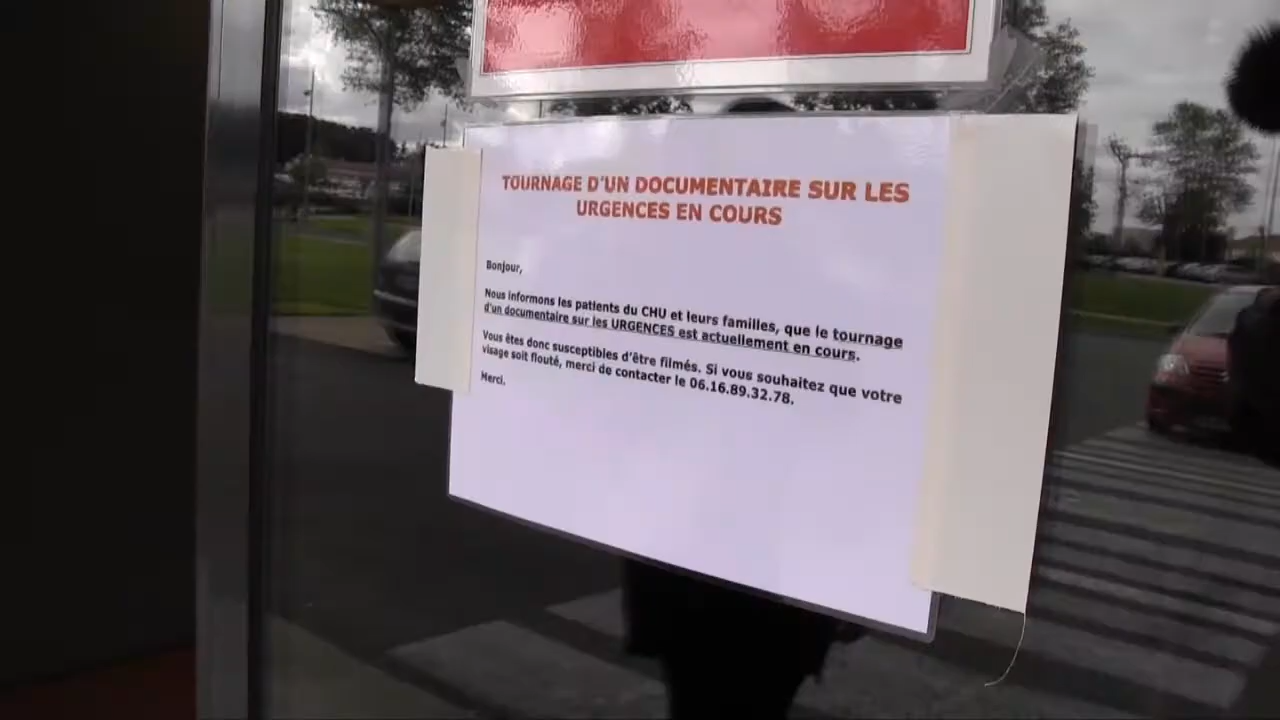 TOURNAGE D'UN DOCUMENTAIRE SUR LES
URGENCES EN COURS
Bonjour,
Nous informons les patients du CHU et leurs familles, que le tournage
d'un documentaire sur les URGENCES est actuellement en cours.
Vous êtes donc susceptibles d'être filmés. Si vous souhaitez que votre
visage soit flouté, merci de contacter le 06.16.89.32.78.
Merci.